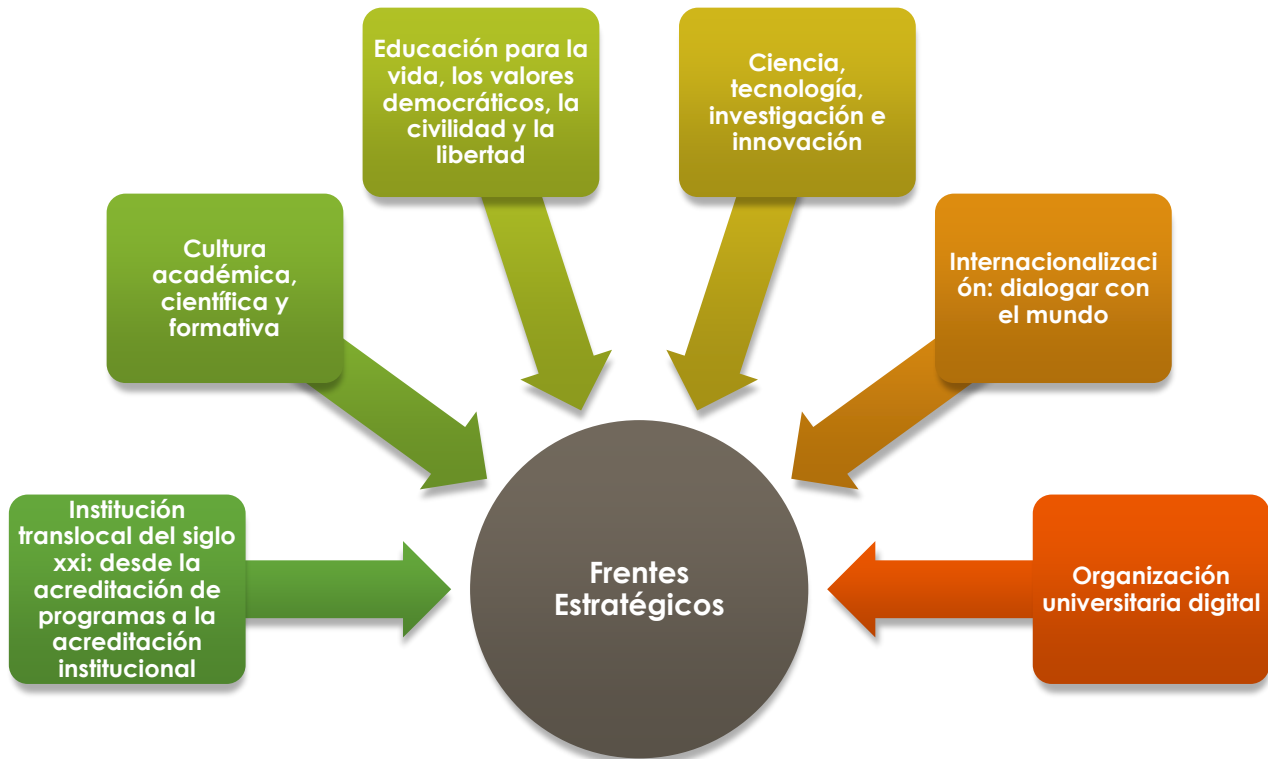 Educación para la
vida, los valores
democráticos, la
civilidad y la
libertad
Ciencia,
tecnología,
investigación e
innovación
Cultura
académica,
científica y
formativa
Internacionalizaci
ón: dialogar con
el mundo
Institución
translocal del siglo
xxi: desde la
acreditación de
programas a la
acreditación
institucional
Frentes
Estratégicos
Organización
universitaria digital